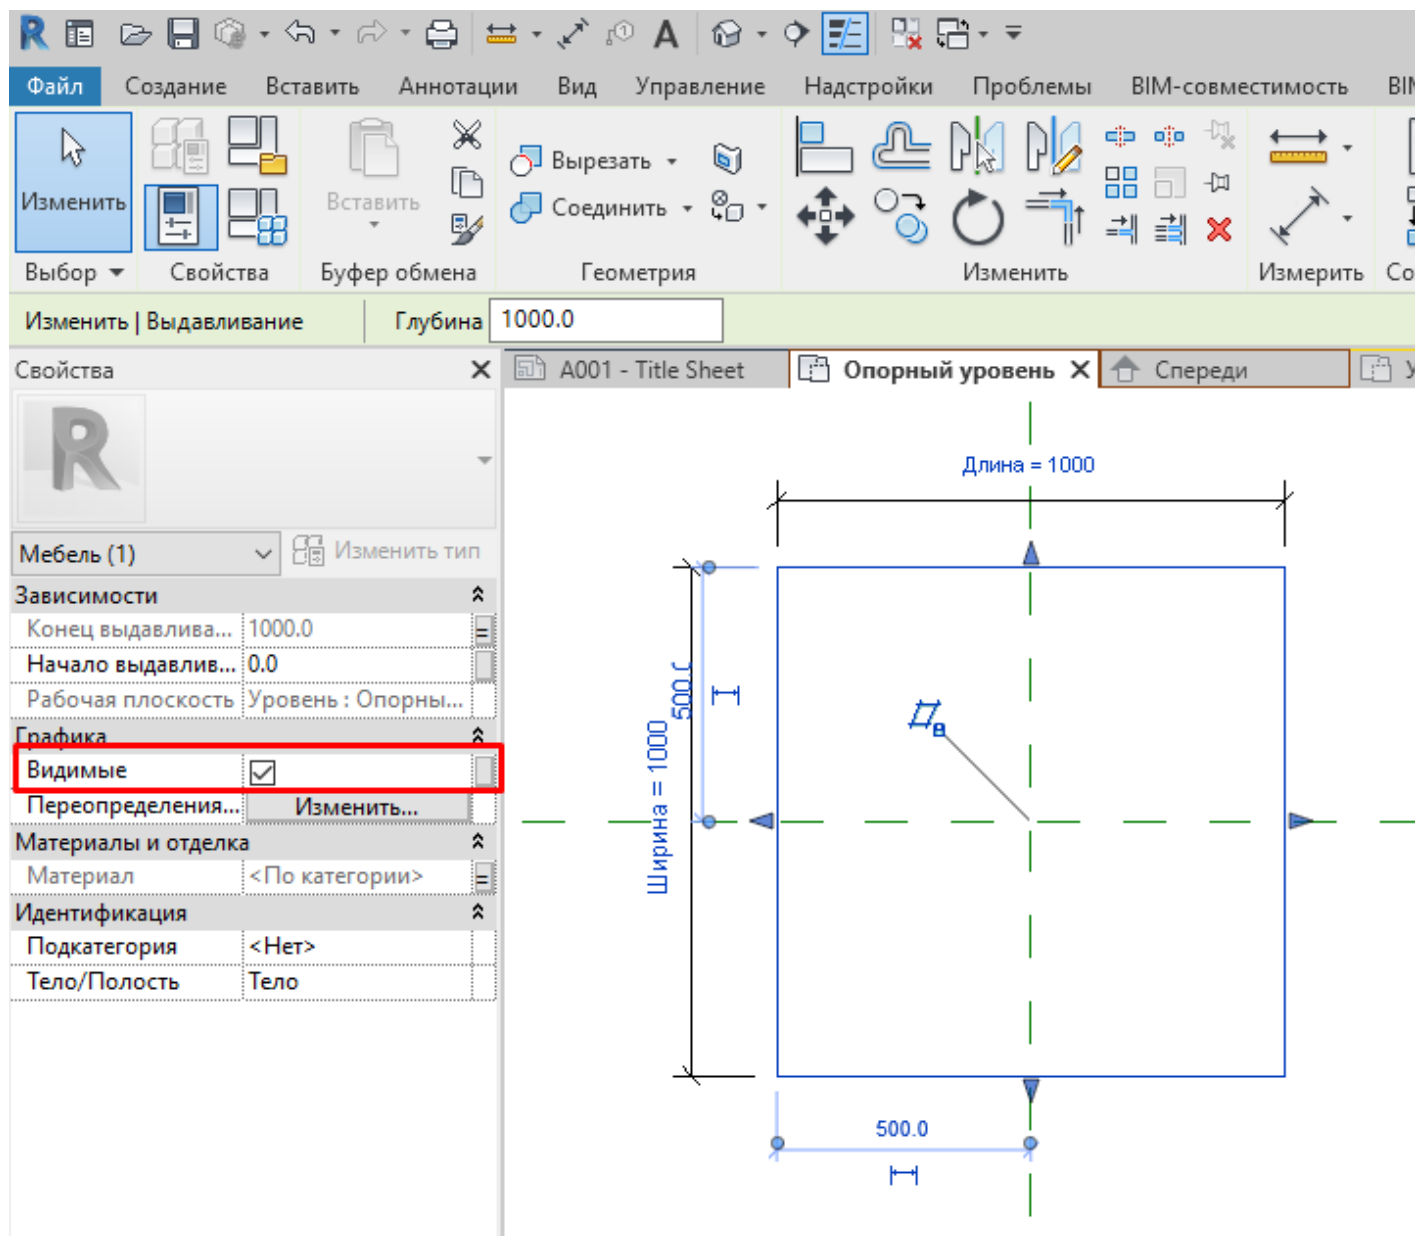 Файл Создание Вставить Аннотации Вид Управление Надстройки Проблемы BIM-совместимость
Изменить
Вставить
Вырезать
Соединить
Выбор Свойства Буфер обмена Геометрия Изменить Измерить
Изменить | Выдавливание Глубина 1000.0
Свойства
A001 - Title Sheet Опорный уровень Спереди
R
Мебель (1) Изменить тип
Зависимости
Конец выдавлива... 1000.0 =
Начало выдавлив... 0.0
Рабочая плоскость Уровень : Опорны...
Графика
Видимые
Переопределения... Изменить...
Материалы и отделка
Материал <По категории> =
Идентификация
Подкатегория <Нет>
Тело/Полость Тело
Длина = 1000
500.0
Ширина = 1000
500.0